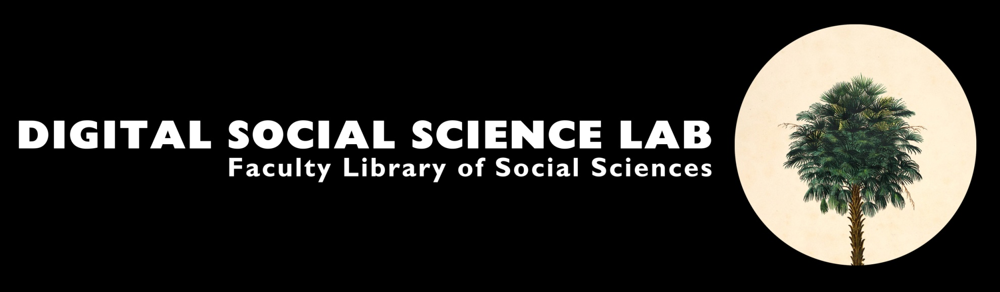 DIGITAL SOCIAL SCIENCE LAB
Faculty Library of Social Sciences